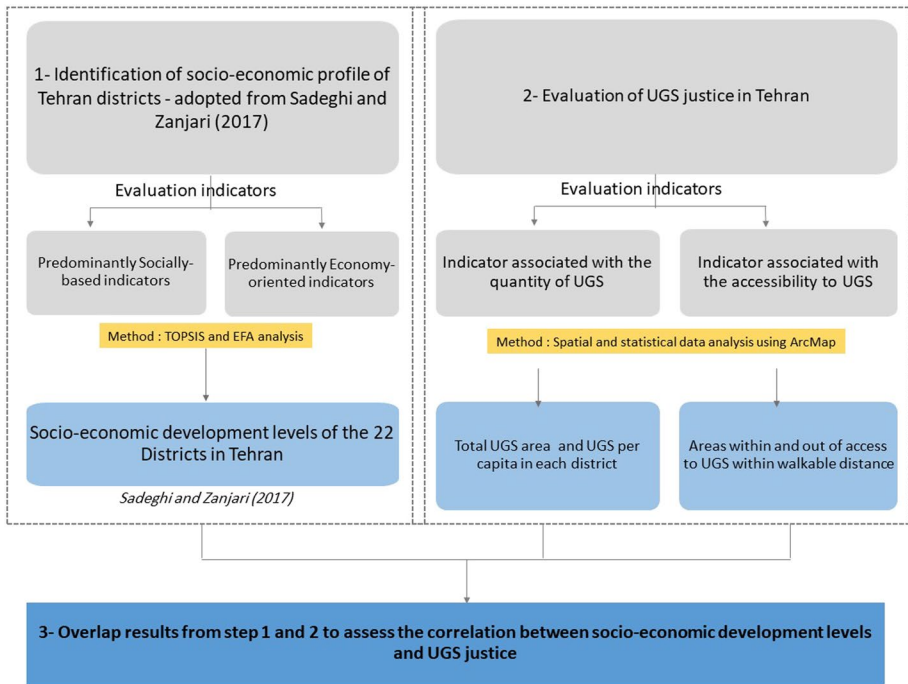 1- Identification of socio-economic profile of
Tehran districts - adopted from Sadeghi and
Zanjari (2017)
Evaluation indicators
Predominantly Socially-
based indicators
Predominantly Economy-
oriented indicators
Method : TOPSIS and EFA analysis
Socio-economic development levels of the 22
Districts in Tehran
Sadeghi and Zanjari (2017)
2- Evaluation of UGS justice in Tehran
Evaluation indicators
Indicator associated with the
quantity of UGS
Indicator associated with
the accessibility to UGS
Method : Spatial and statistical data analysis using ArcMap
Total UGS area and UGS per
capita in each district
Areas within and out of access
to UGS within walkable distance
3- Overlap results from step 1 and 2 to assess the correlation between socio-economic development levels
and UGS justice